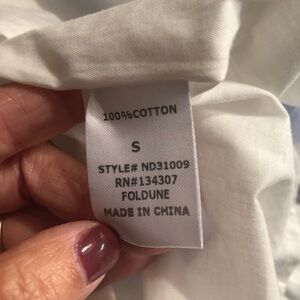 100%COTTON
S
STYLE# ND31009
RN#134307
FOLDUNE
MADE IN CHINA